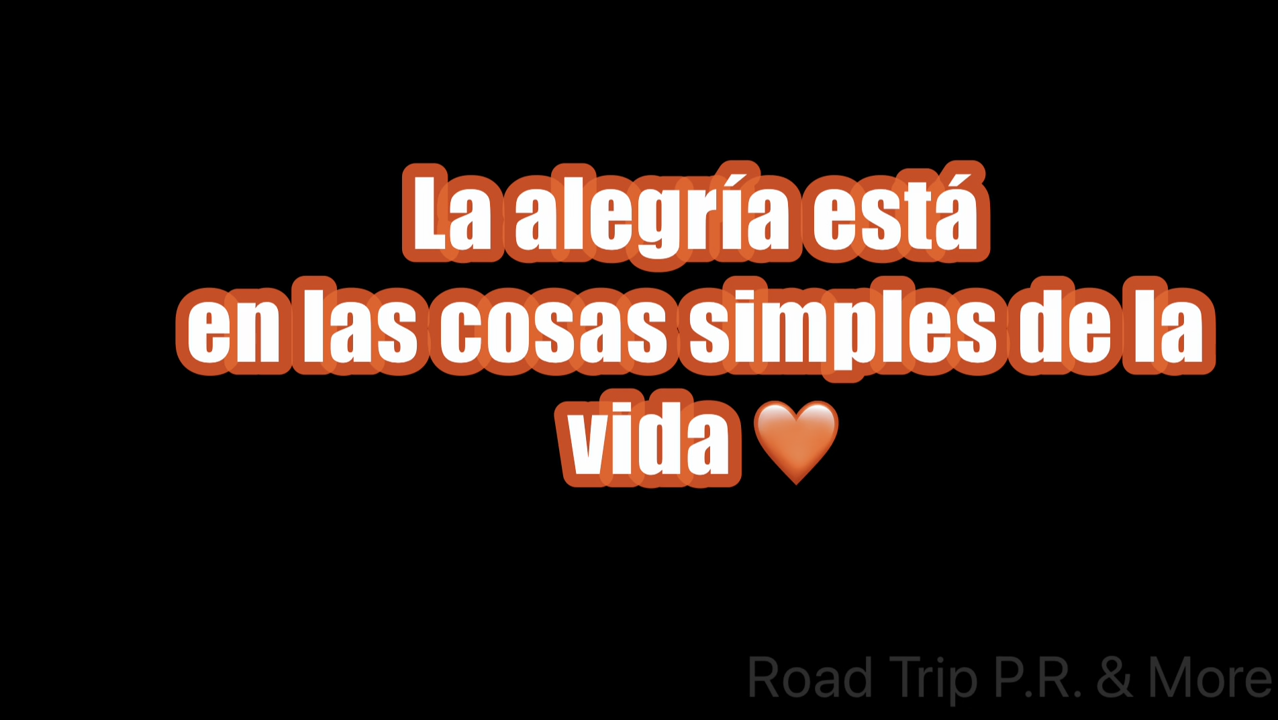 La alegría está
en las cosas simples de la
vida 🧡
Road Trip P.R. & More